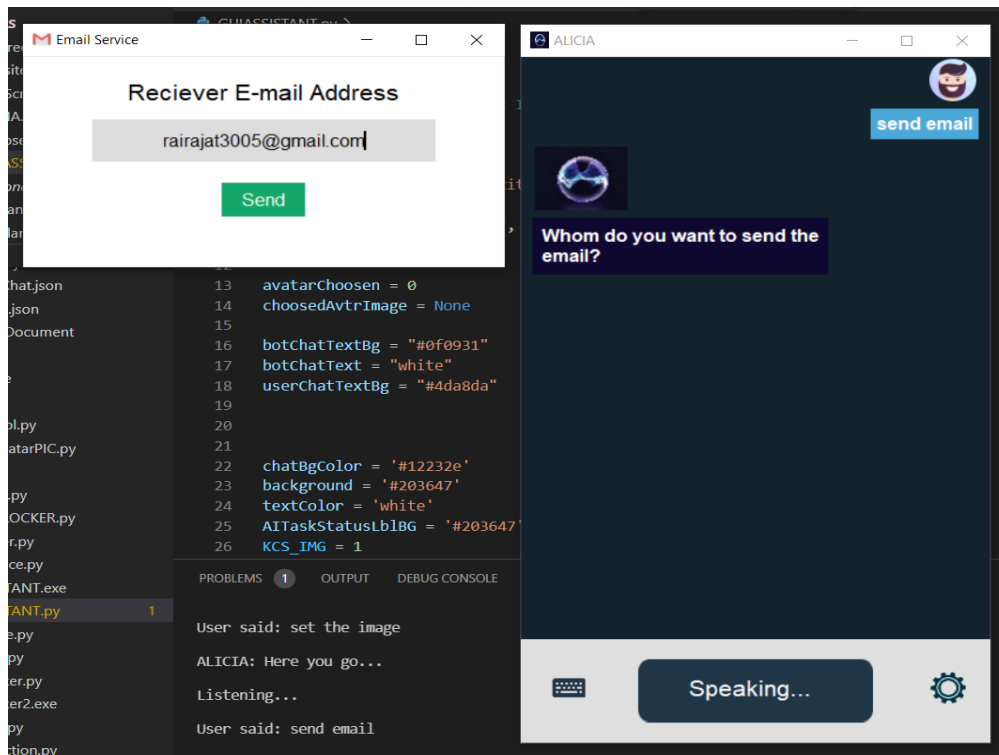 GUIASSISTANT.py
Email Service
Reciever E-mail Address
rairajat3005@gmail.com
Send
ALICIA
send email
Whom do you want to send the
email?
Speaking...
Chat.json
.json
Document
ol.py
atarPIC.py
.py
OCKER.py
r.py
ce.py
TANT.exe
TANT.py 1
e.py
py
ter.py
ter2.exe
py
ction.py
13 avatarChoosen = 0
14 choosedAvtrImage = None
15
16 botChatTextBg = "#0f0931"
17 botChatText = "white"
18 userChatTextBg = "#4da8da"
19
20
21
22 chatBgColor = '#12232e'
23 background = '#203647'
24 textColor = 'white'
25 AITaskStatusLblBG = '#203647'
26 KCS_IMG = 1
PROBLEMS 1 OUTPUT DEBUG CONSOLE
User said: set the image
ALICIA: Here you go...
Listening...
User said: send email